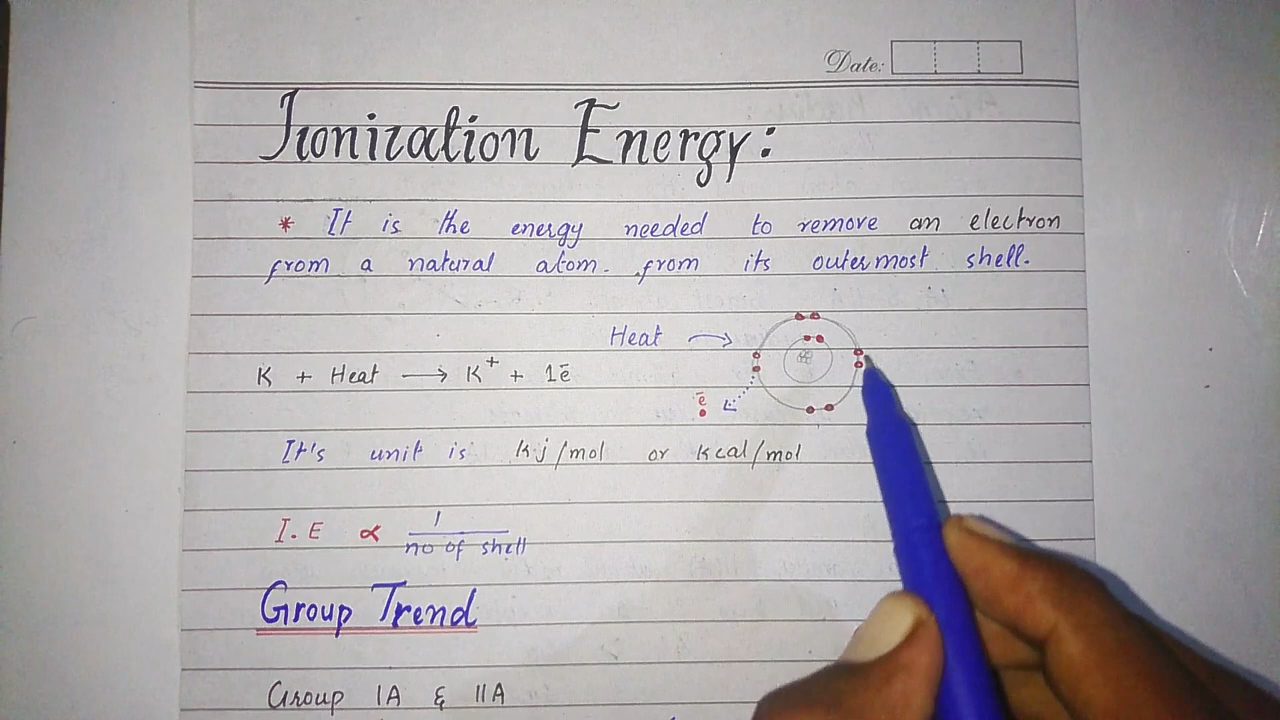 Date:
Ionization Energy:
* It is the energy needed to remove an electron
from a natural atom. from its outermost shell.
Heat →
K + Heat → K⁺ + 1ē
ē
It's unit is kj/mol or kcal/mol
I.E ∝ 1/no of shell
Group Trend
Group IA & IIA